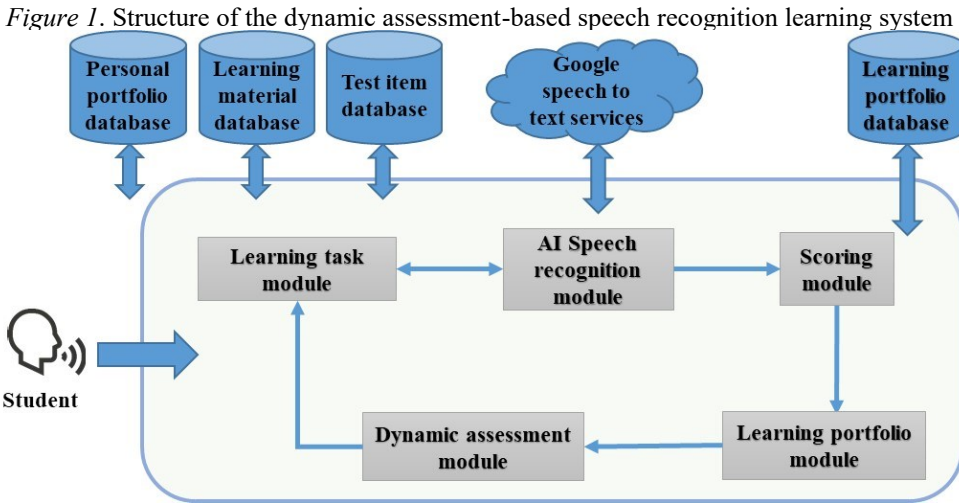 Figure 1. Structure of the dynamic assessment-based speech recognition learning system
Personal
portfolio
database
Learning
material
database
Test item
database
Google
speech to
text services
Learning
portfolio
database
Learning task
module
AI Speech
recognition
module
Scoring
module
Student
Dynamic assessment
module
Learning portfolio
module